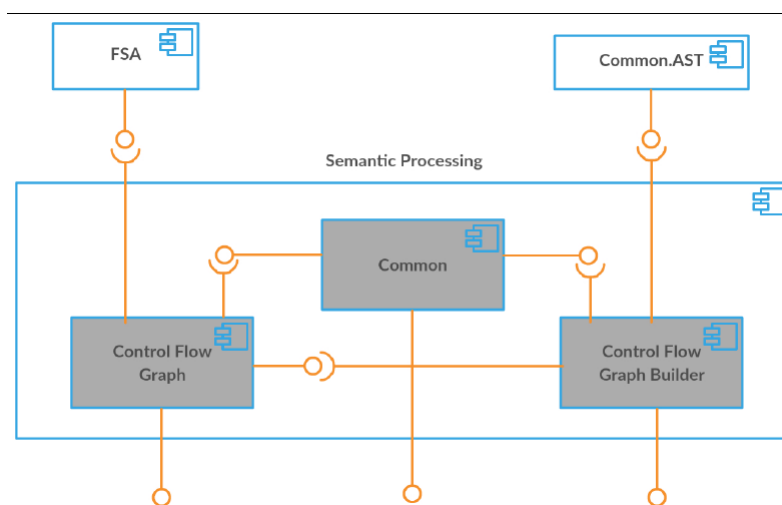 FSA
Common.AST
Semantic Processing
Common
Control Flow
Graph
Control Flow
Graph Builder